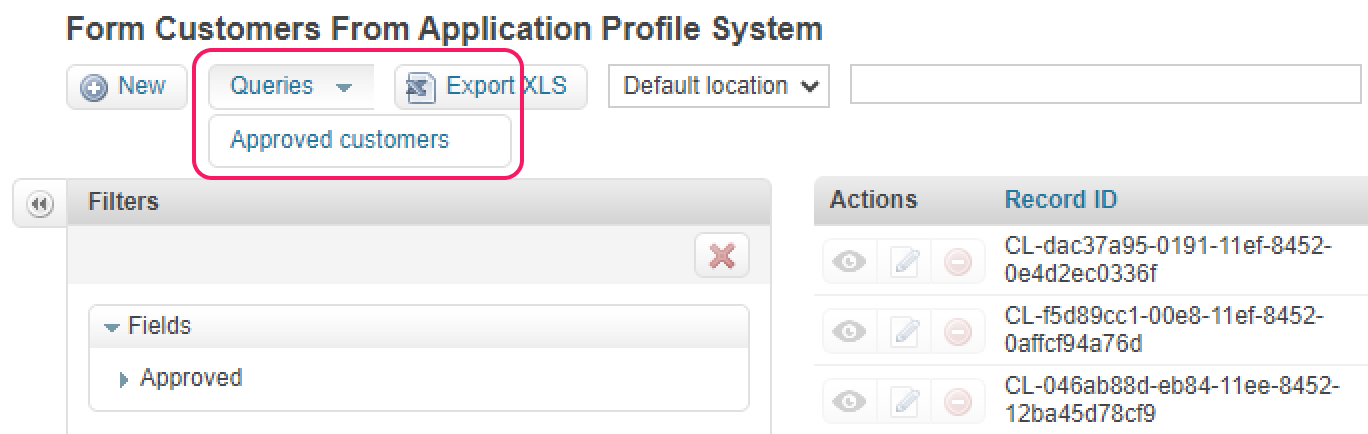 Form Customers From Application Profile System
New
Queries
Export XLS
Default location
Approved customers
Filters
Fields
Approved
Actions
Record ID
CL-dac37a95-0191-11ef-8452-
0e4d2ec0336f
CL-f5d89cc1-00e8-11ef-8452-
0affcf94a76d
CL-046ab88d-eb84-11ee-8452-
12ba45d78cf9